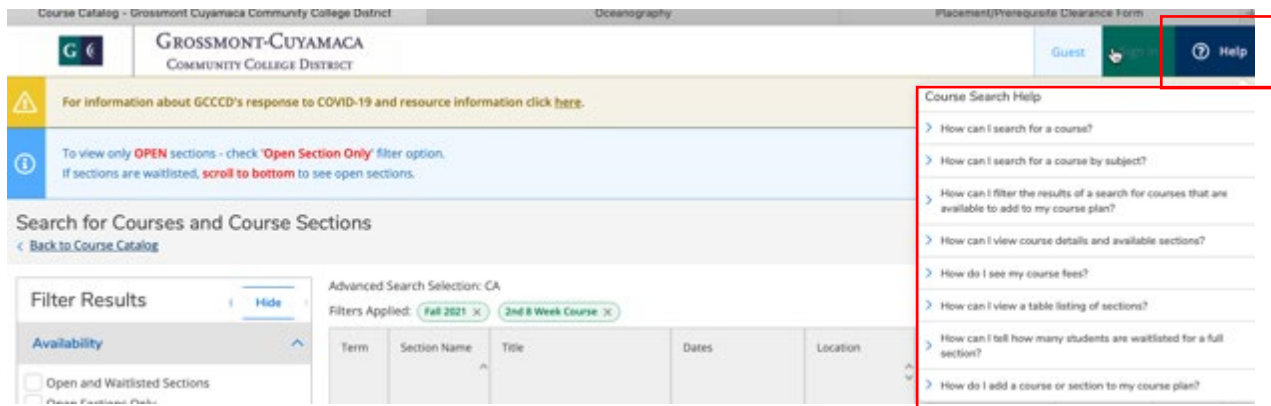 Course Catalog - Grossmont Cuyamaca Community College District
Oceanography
Placement/Prerequisite Clearance Form
G C
GROSSMONT-CUYAMACA
COMMUNITY COLLEGE DISTRICT
Guest
Sign in
Help
For information about GCCCD's response to COVID-19 and resource information click here.
To view only OPEN sections - check 'Open Section Only' filter option.
If sections are waitlisted, scroll to bottom to see open sections.
Search for Courses and Course Sections
< Back to Course Catalog
Filter Results
Hide
Availability
Open and Waitlisted Sections
Open Sections Only
Advanced Search Selection: CA
Filters Applied: Fall 2021 × 2nd 8 Week Course ×
Term Section Name Title Dates Location
Course Search Help
How can I search for a course?
How can I search for a course by subject?
How can I filter the results of a search for courses that are
available to add to my course plan?
How can I view course details and available sections?
How do I see my course fees?
How can I view a table listing of sections?
How can I tell how many students are waitlisted for a full
section?
How do I add a course or section to my course plan?